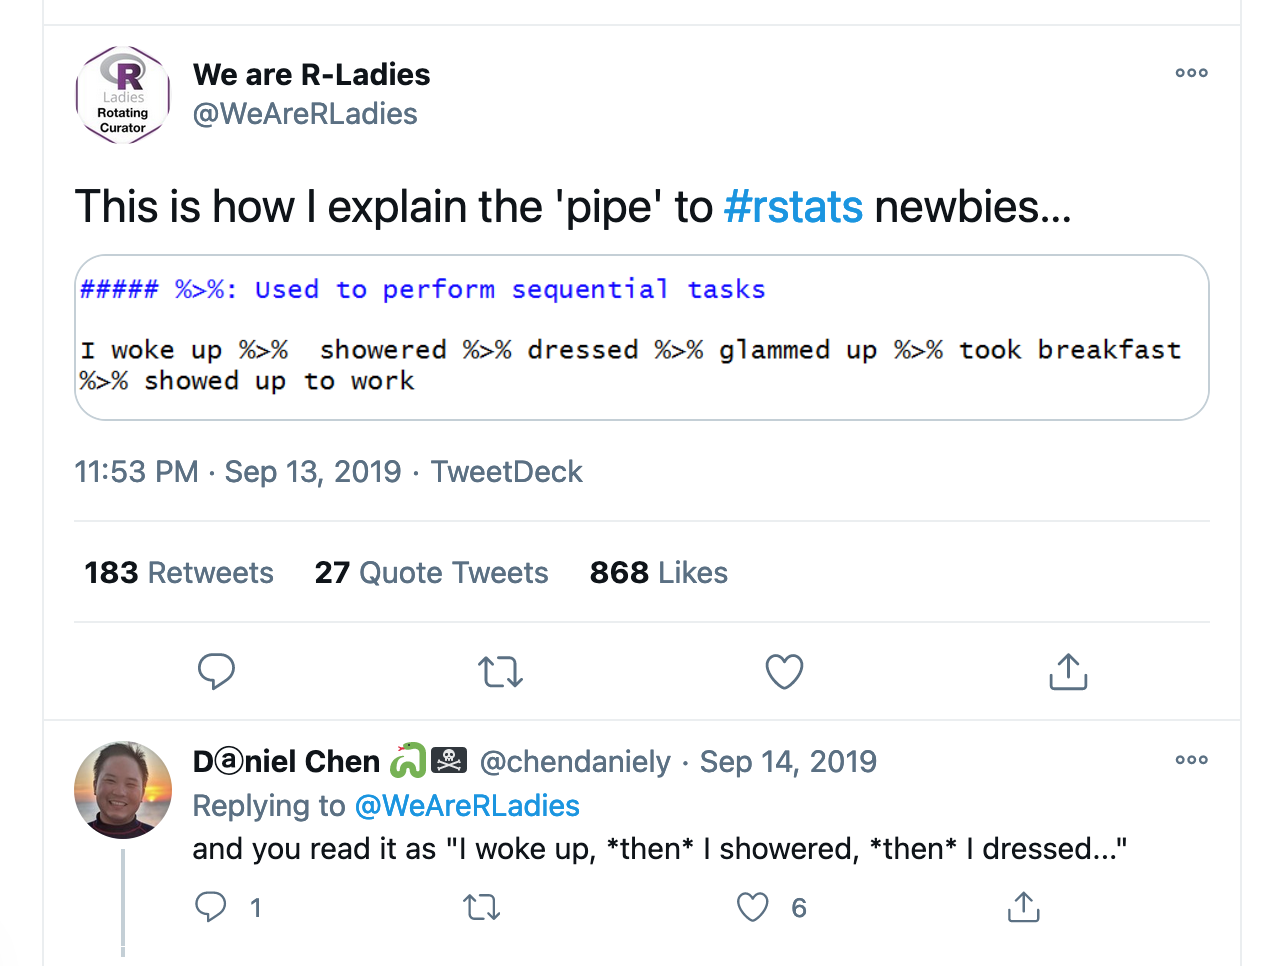 R
Ladies
Rotating
Curator
We are R-Ladies
@WeAreRLadies
This is how I explain the 'pipe' to #rstats newbies...
##### %>%: Used to perform sequential tasks
I woke up %>%  showered %>% dressed %>% glammed up %>% took breakfast
%>% showed up to work
11:53 PM · Sep 13, 2019 · TweetDeck
183 Retweets 27 Quote Tweets 868 Likes
Dⓐniel Chen 🐍🏴‍☠️ @chendaniely · Sep 14, 2019
Replying to @WeAreRLadies
and you read it as "I woke up, *then* I showered, *then* I dressed..."
1 6